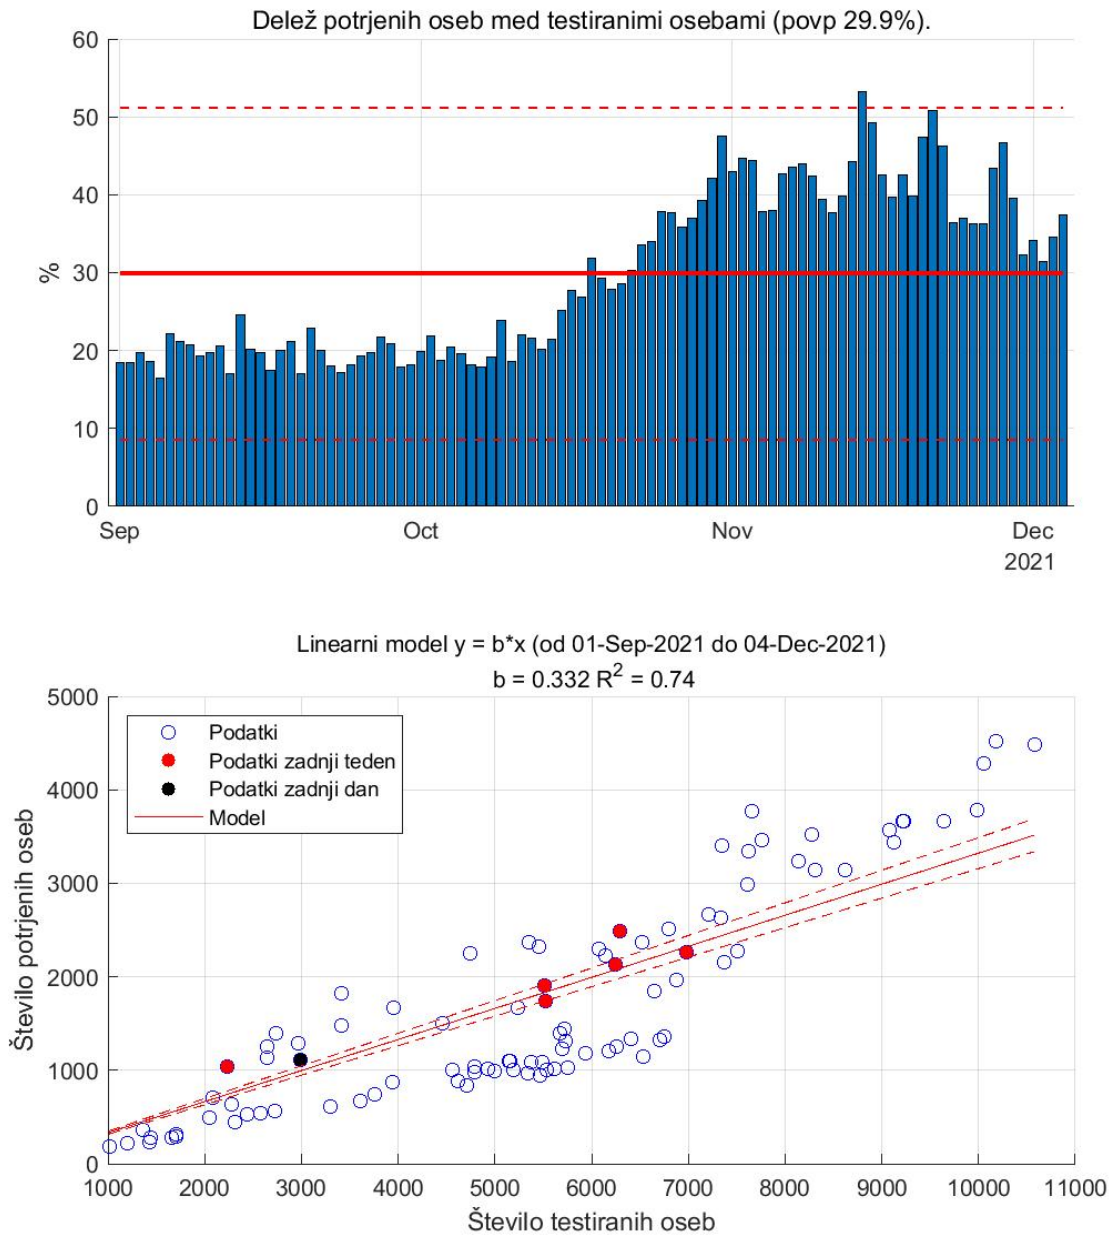 Delež potrjenih oseb med testiranimi osebami (povp 29.9%).
60
50
40
30
20
10
0
%
Sep
Oct
Nov
Dec
2021
Linearni model y = b*x (od 01-Sep-2021 do 04-Dec-2021)
b = 0.332 R² = 0.74
5000
4000
3000
2000
1000
0
Število potrjenih oseb
Podatki
Podatki zadnji teden
Podatki zadnji dan
Model
1000
2000
3000
4000
5000
6000
7000
8000
9000
10000
11000
Število testiranih oseb